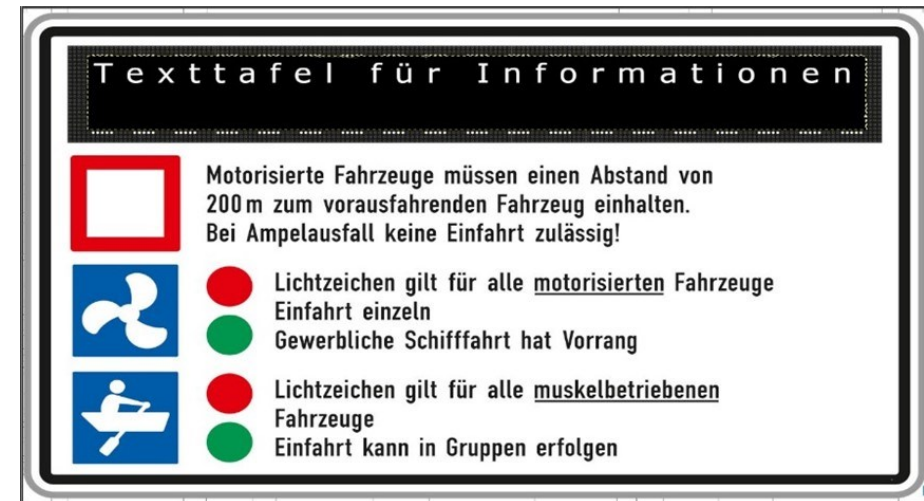 Texttafel für Informationen
Motorisierte Fahrzeuge müssen einen Abstand von
200 m zum vorausfahrenden Fahrzeug einhalten.
Bei Ampelausfall keine Einfahrt zulässig!
Lichtzeichen gilt für alle motorisierten Fahrzeuge
Einfahrt einzeln
Gewerbliche Schifffahrt hat Vorrang
Lichtzeichen gilt für alle muskelbetriebenen
Fahrzeuge
Einfahrt kann in Gruppen erfolgen